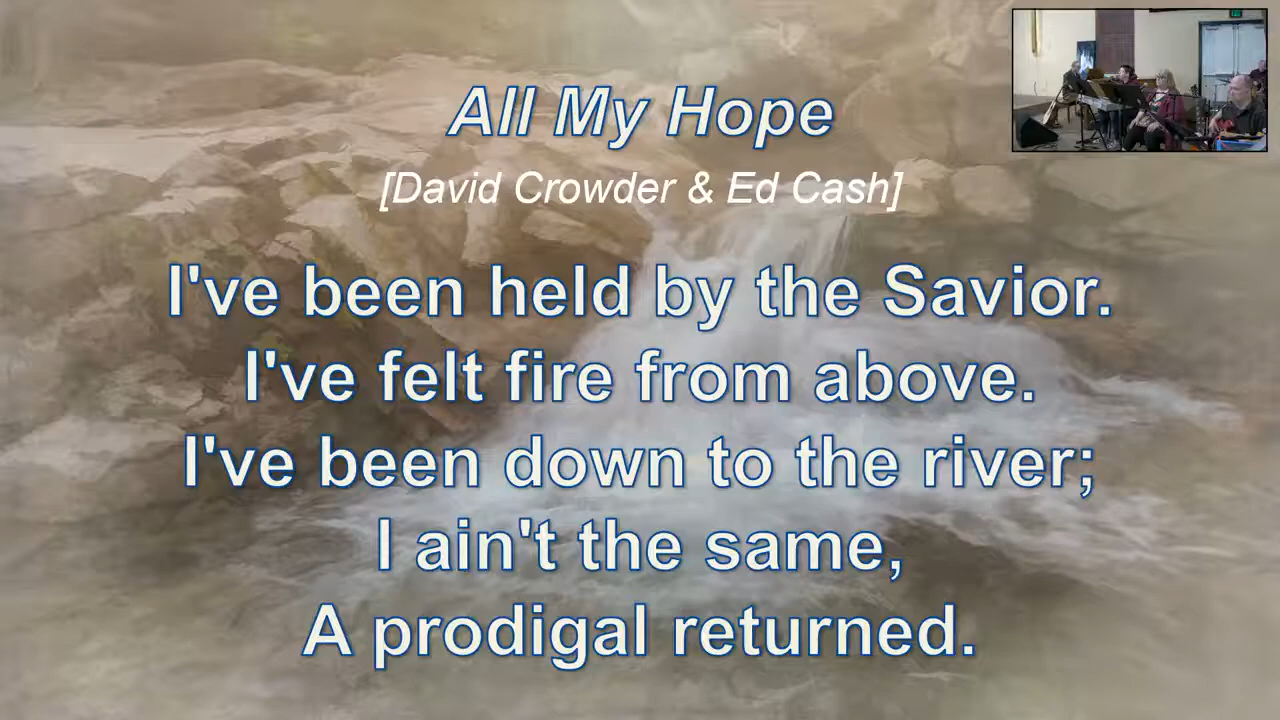 All My Hope
[David Crowder & Ed Cash]
I've been held by the Savior.
I've felt fire from above.
I've been down to the river;
I ain't the same,
A prodigal returned.